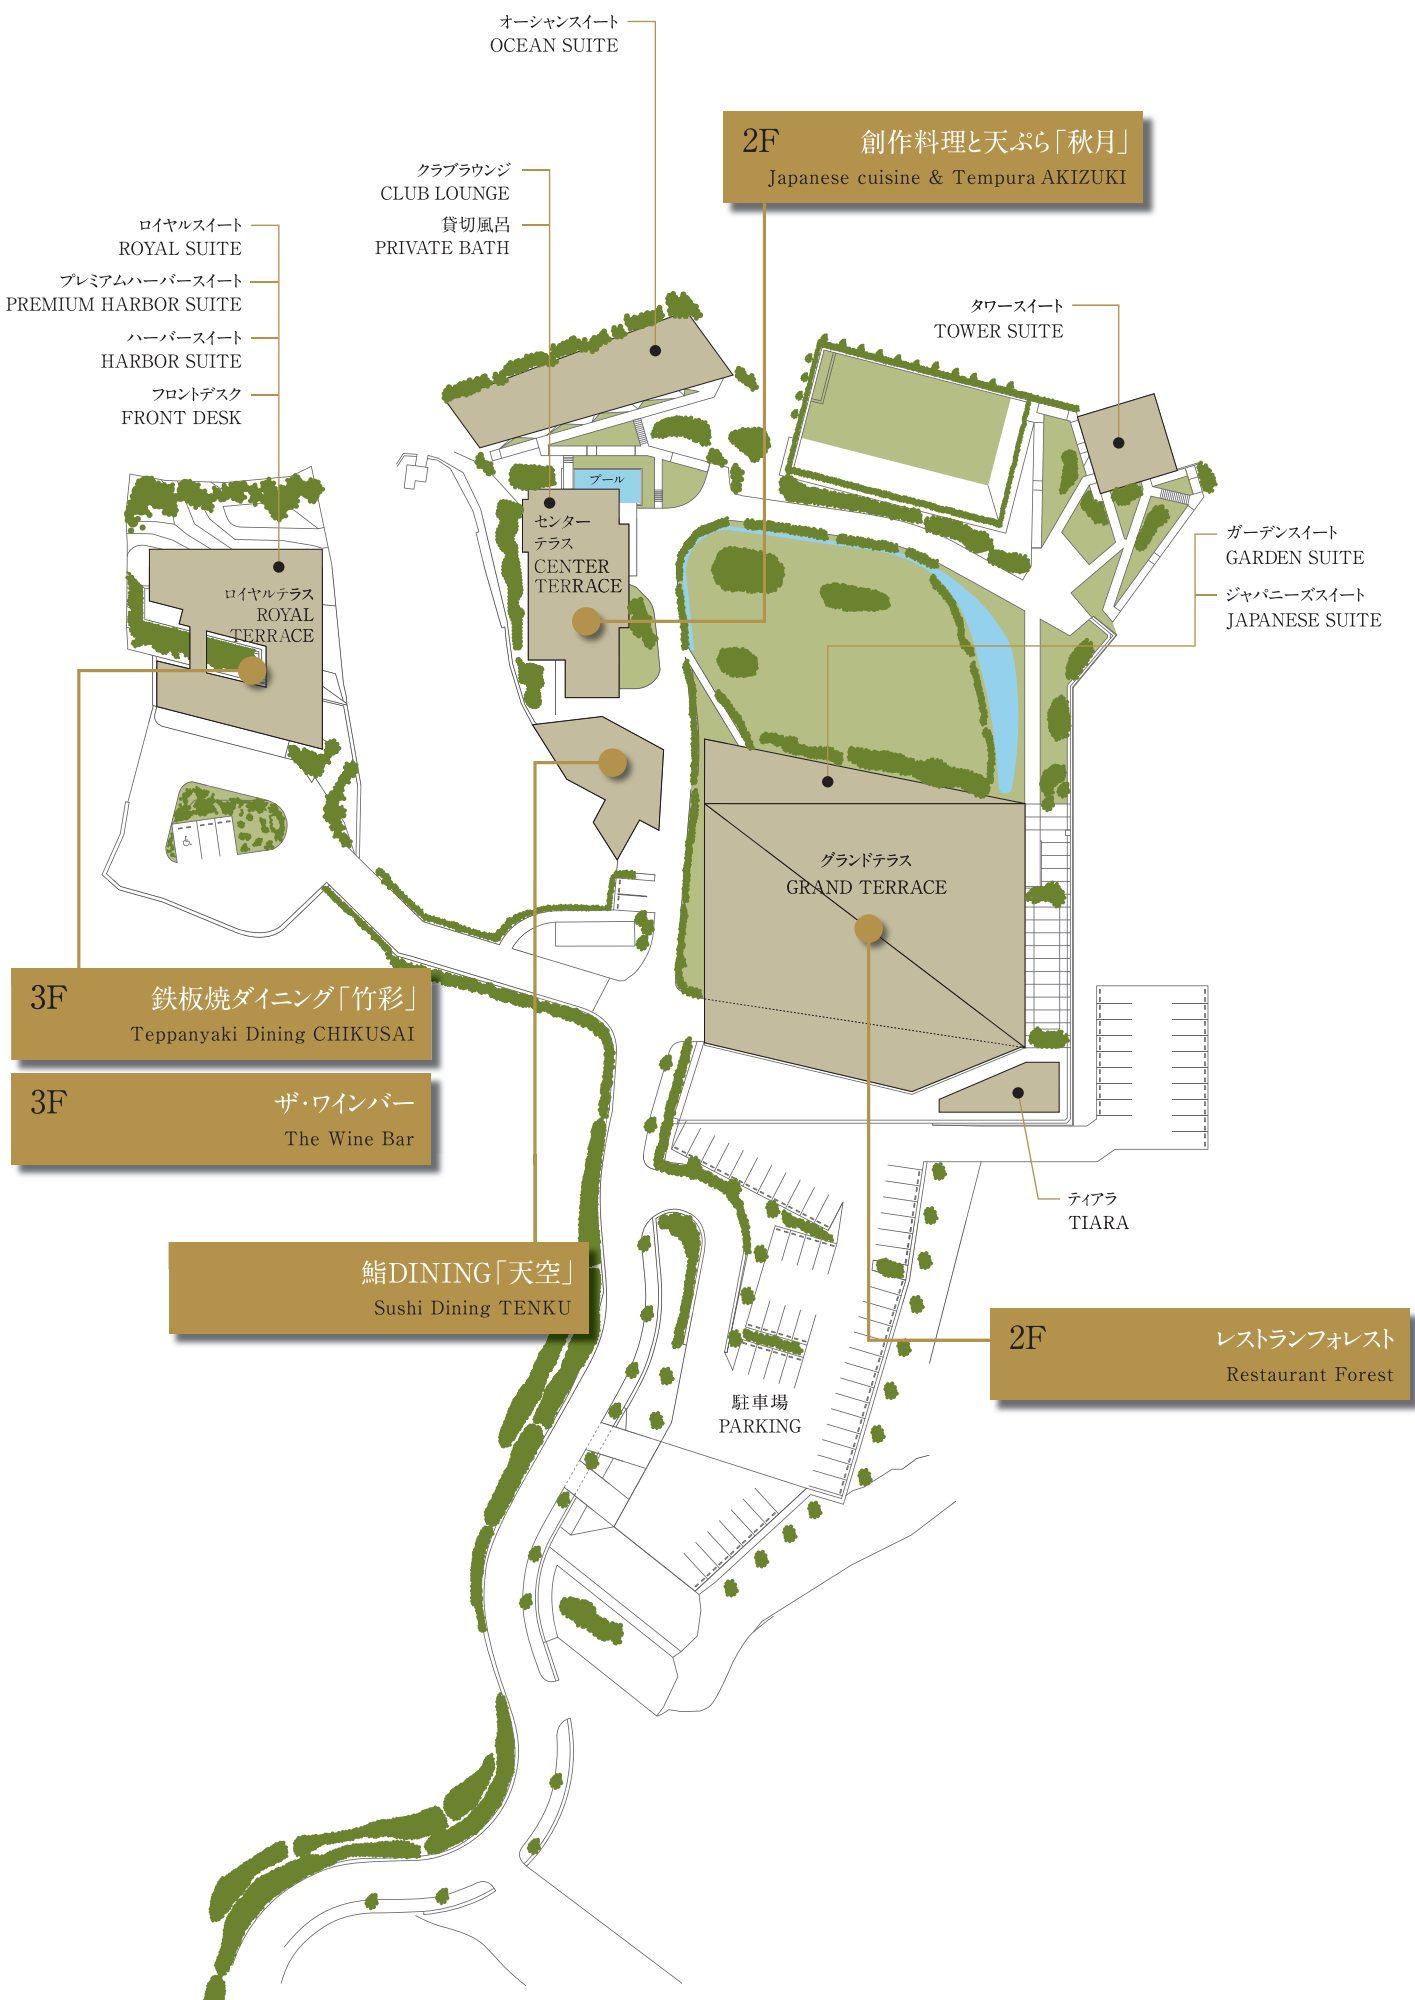 オーシャンスイート
OCEAN SUITE
2F
創作料理と天ぷら「秋月」
Japanese cuisine & Tempura AKIZUKI
クラブラウンジ
CLUB LOUNGE
貸切風呂
PRIVATE BATH
ロイヤルスイート
ROYAL SUITE
プレミアムハーバースイート
PREMIUM HARBOR SUITE
ハーバースイート
HARBOR SUITE
フロントデスク
FRONT DESK
タワースイート
TOWER SUITE
プール
センター
テラス
CENTER
TERRACE
ガーデンスイート
GARDEN SUITE
ジャパニーズスイート
JAPANESE SUITE
ロイヤルテラス
ROYAL
TERRACE
グランドテラス
GRAND TERRACE
3F
鉄板焼ダイニング「竹彩」
Teppanyaki Dining CHIKUSAI
3F
ザ・ワインバー
The Wine Bar
ティアラ
TIARA
鮨DINING「天空」
Sushi Dining TENKU
2F
レストランフォレスト
Restaurant Forest
駐車場
PARKING